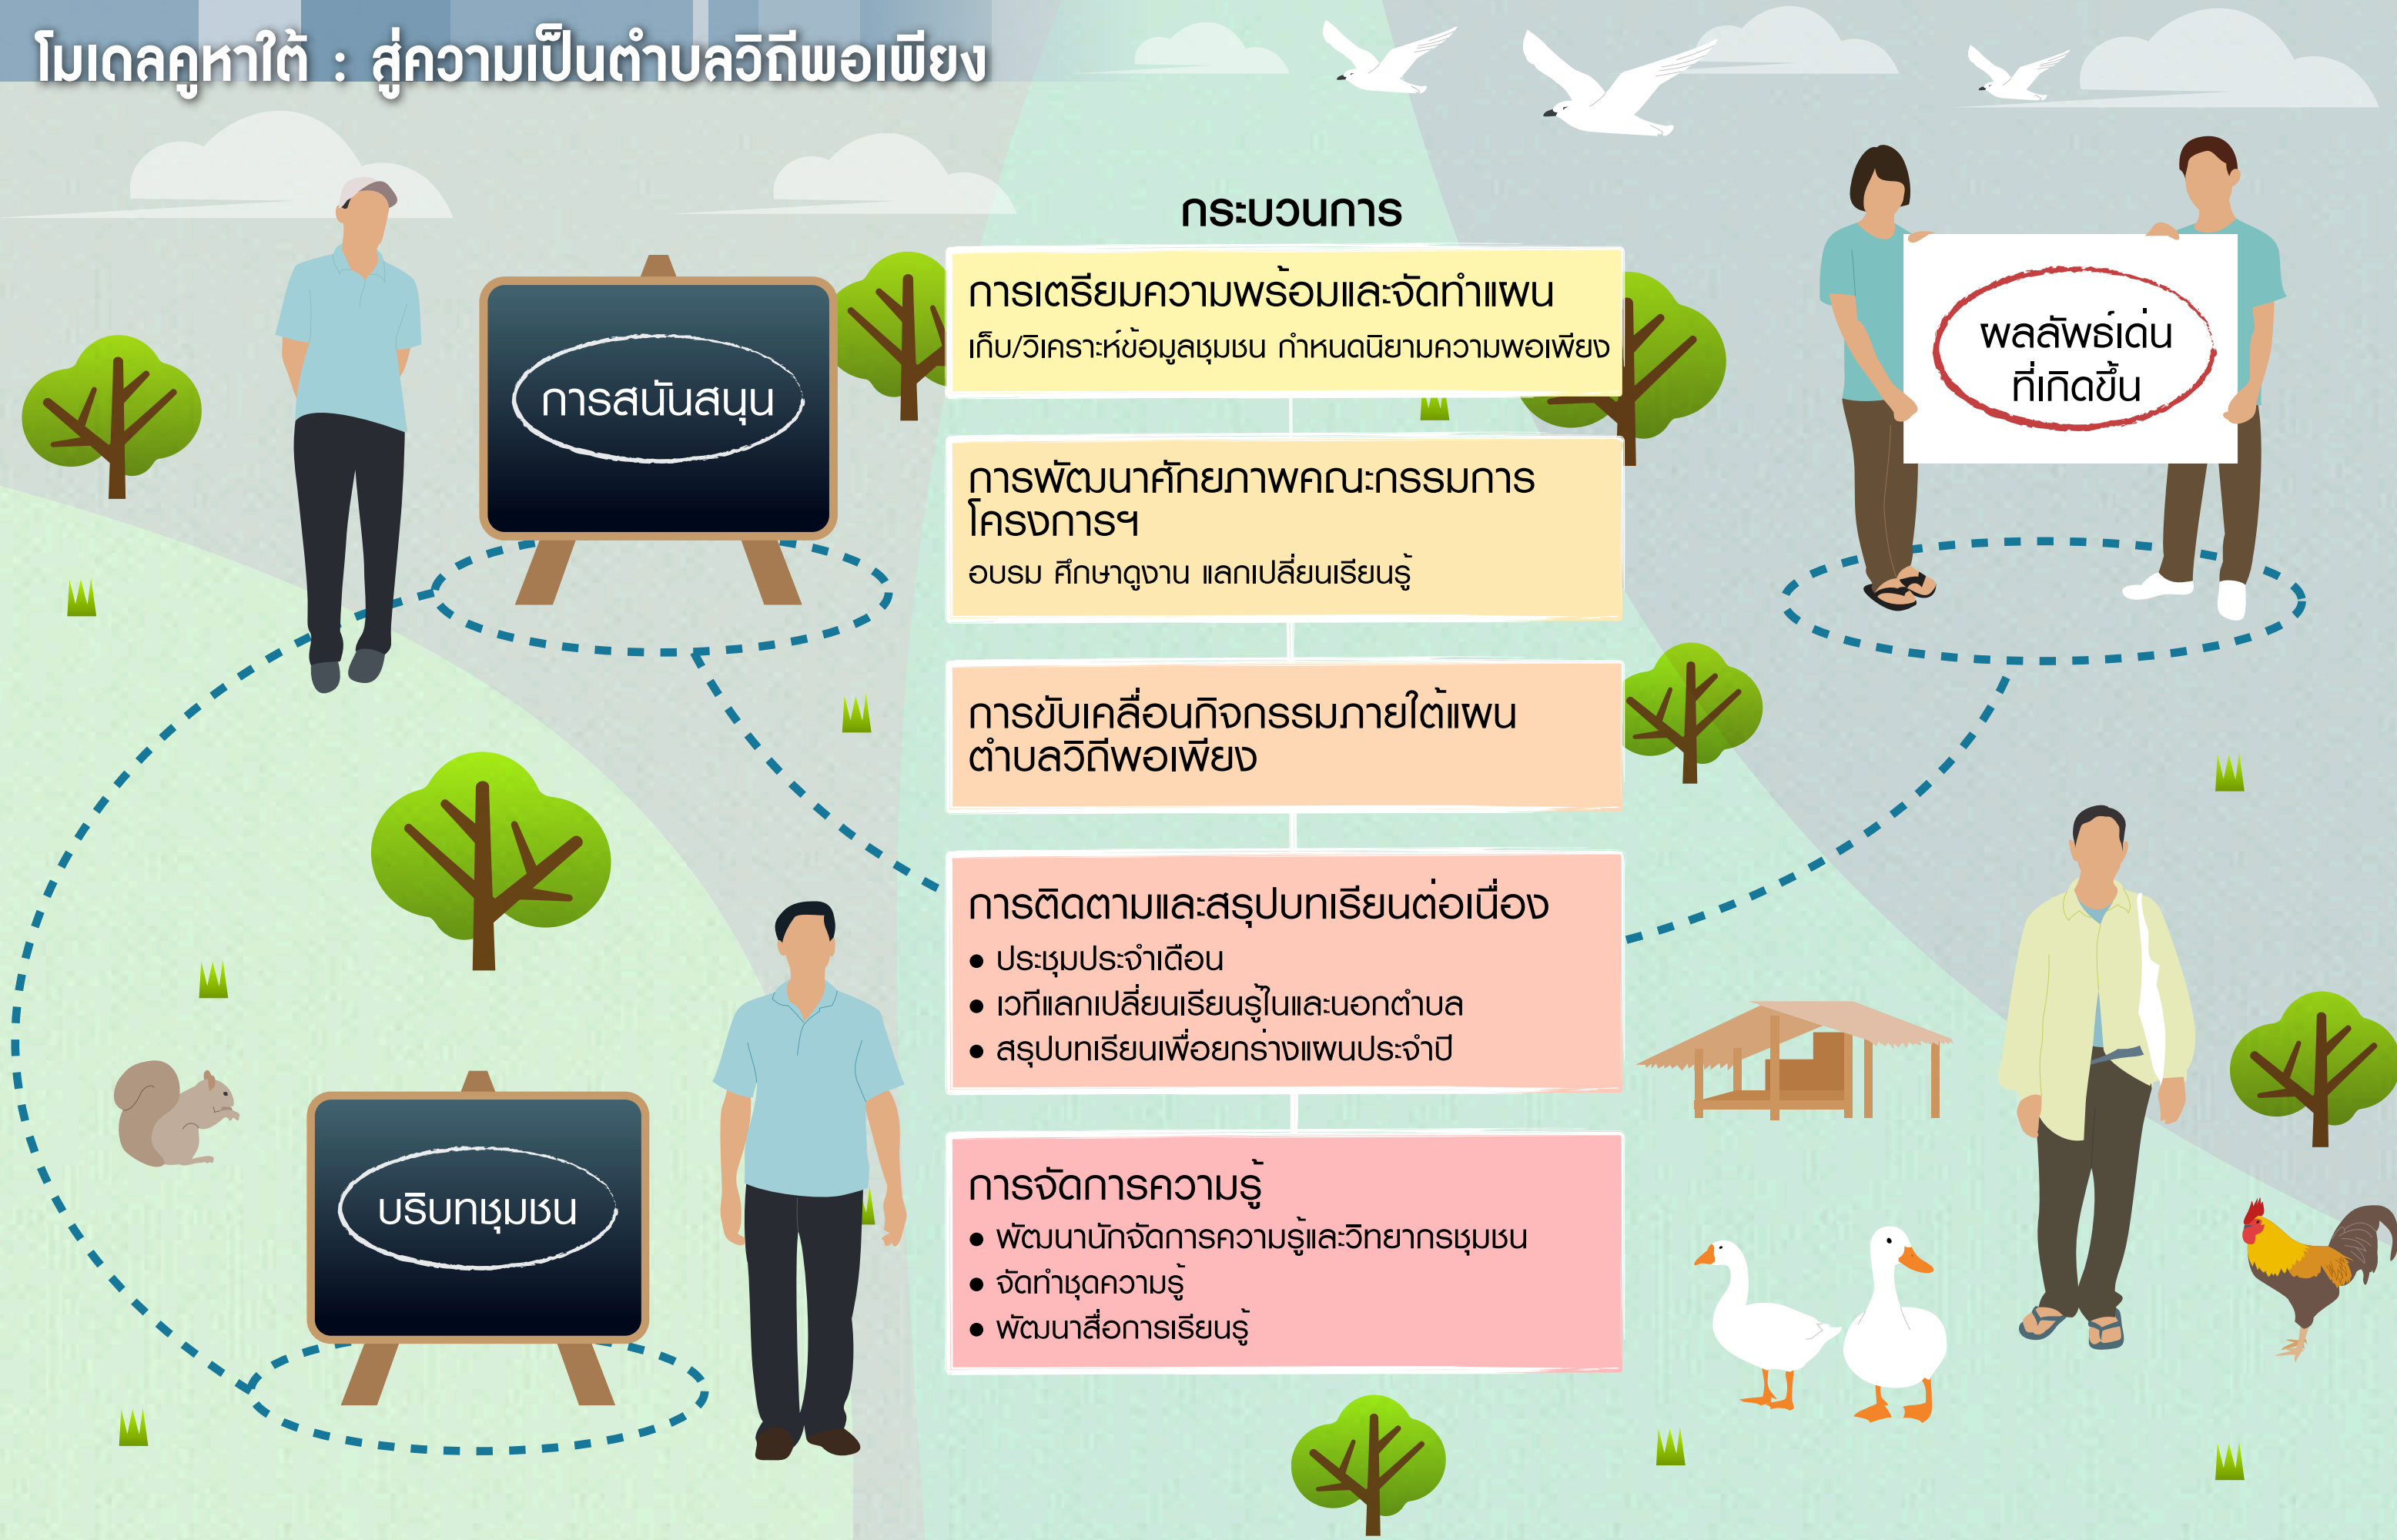 โมเดลคูหาใต้ : สู่ความเป็นตำบลวิถีพอเพียง
การสนันสนุน
บริบทชุมชน
กระบวนการ
การเตรียมความพร้อมและจัดทำแผน
เก็บ/วิเคราะห์ข้อมูลชุมชน กำหนดนิยามความพอเพียง
การพัฒนาศักยภาพคณะกรรมการ
โครงการฯ
อบรม ศึกษาดูงาน แลกเปลี่ยนเรียนรู้
การขับเคลื่อนกิจกรรมภายใต้แผน
ตำบลวิถีพอเพียง
การติดตามและสรุปบทเรียนต่อเนื่อง
● ประชุมประจำเดือน
● เวทีแลกเปลี่ยนเรียนรู้ในและนอกตำบล
● สรุปบทเรียนเพื่อยกร่างแผนประจำปี
การจัดการความรู้
● พัฒนานักจัดการความรู้และวิทยากรชุมชน
● จัดทำชุดความรู้
● พัฒนาสื่อการเรียนรู้
ผลลัพธ์เด่น
ที่เกิดขึ้น